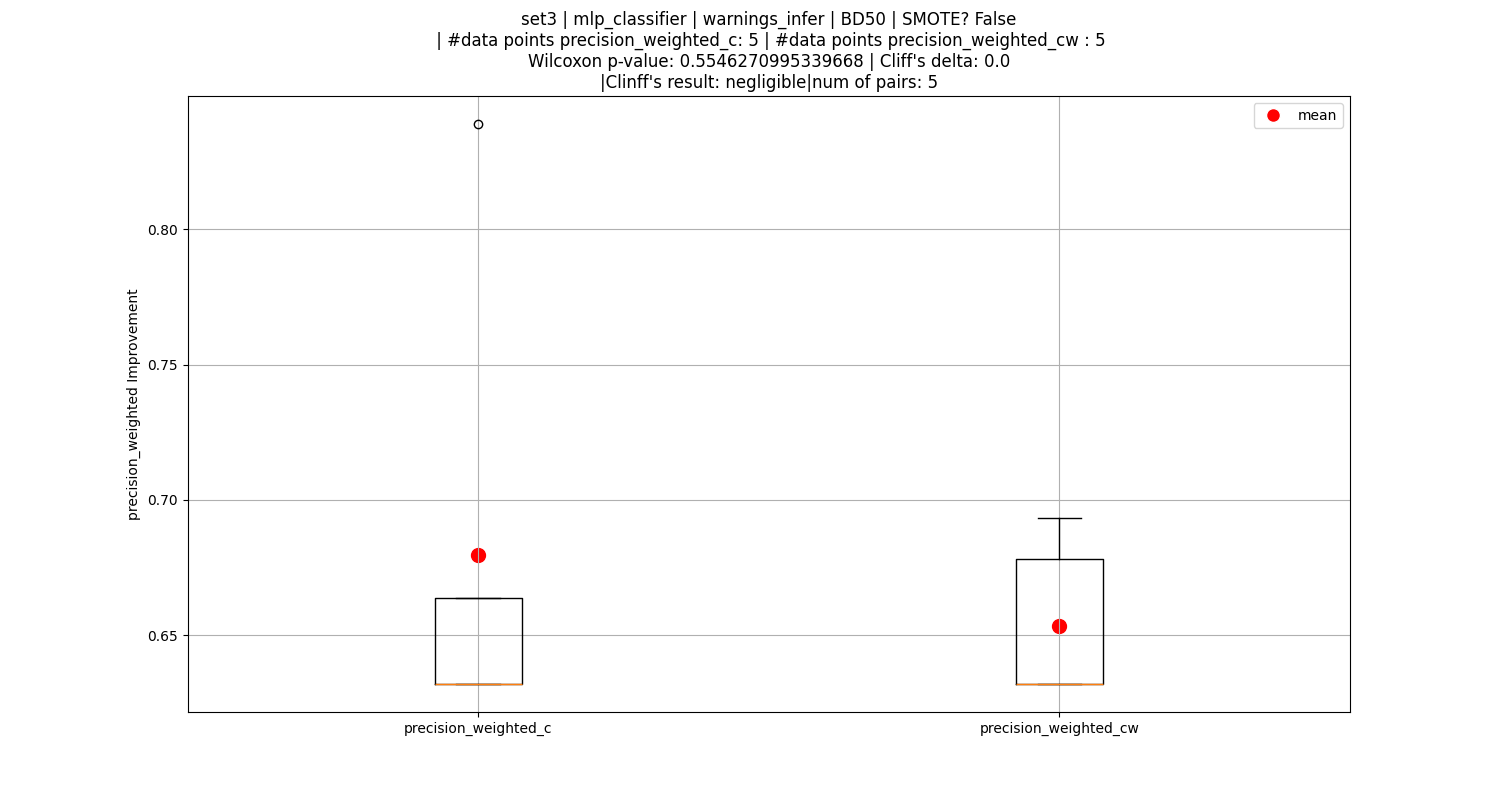 set3 | mlp_classifier | warnings_infer | BD50 | SMOTE? False
| #data points precision_weighted_c: 5 | #data points precision_weighted_cw : 5
Wilcoxon p-value: 0.5546270995339668 | Cliff's delta: 0.0
|Clinff's result: negligible|num of pairs: 5
mean
0.80
0.75
0.70
0.65
precision_weighted Improvement
precision_weighted_c
precision_weighted_cw